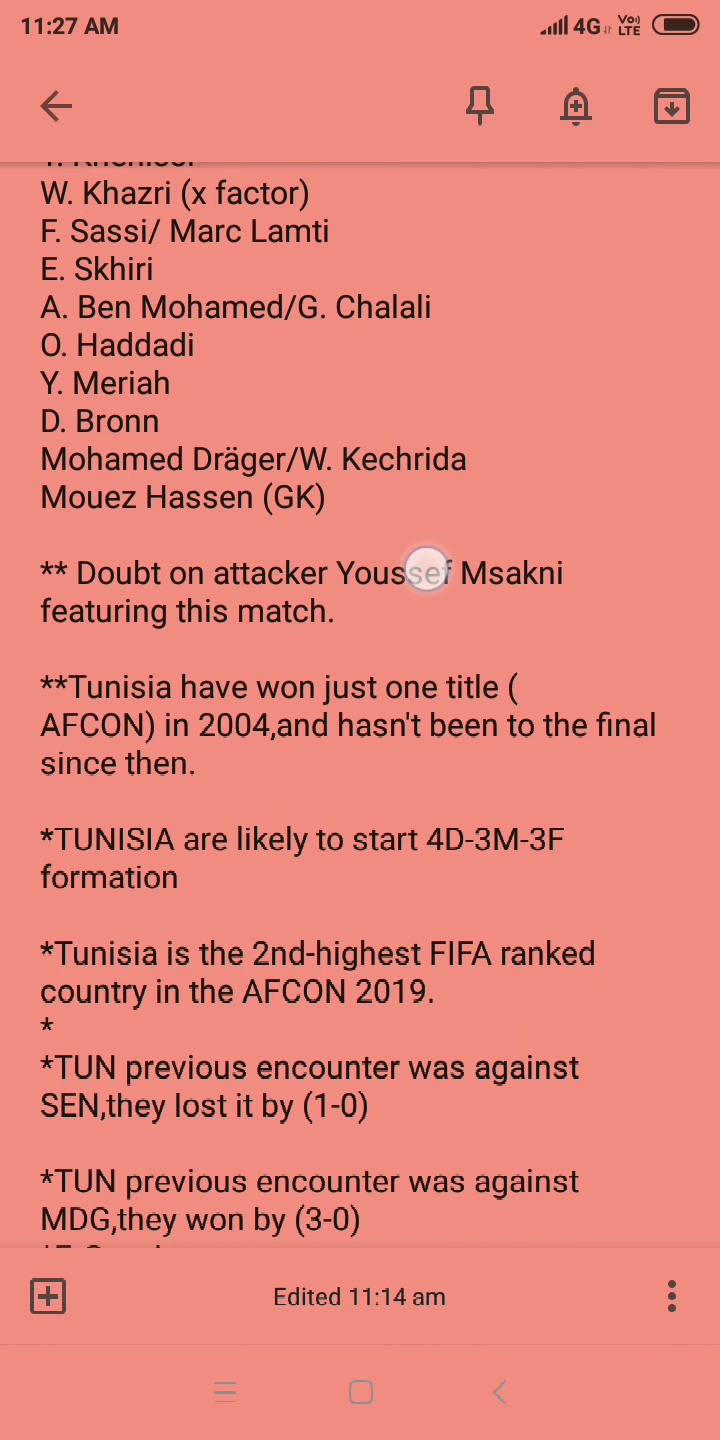 11:27 AM
4G
Vo)) LTE
W. Khazri (x factor)
F. Sassi/ Marc Lamti
E. Skhiri
A. Ben Mohamed/G. Chalali
O. Haddadi
Y. Meriah
D. Bronn
Mohamed Dräger/W. Kechrida
Mouez Hassen (GK)
** Doubt on attacker Youssef Msakni
featuring this match.
**Tunisia have won just one title (
AFCON) in 2004,and hasn't been to the final
since then.
*TUNISIA are likely to start 4D-3M-3F
formation
*Tunisia is the 2nd-highest FIFA ranked
country in the AFCON 2019.
*
*TUN previous encounter was against
SEN,they lost it by (1-0)
*TUN previous encounter was against
MDG,they won by (3-0)
Edited 11:14 am